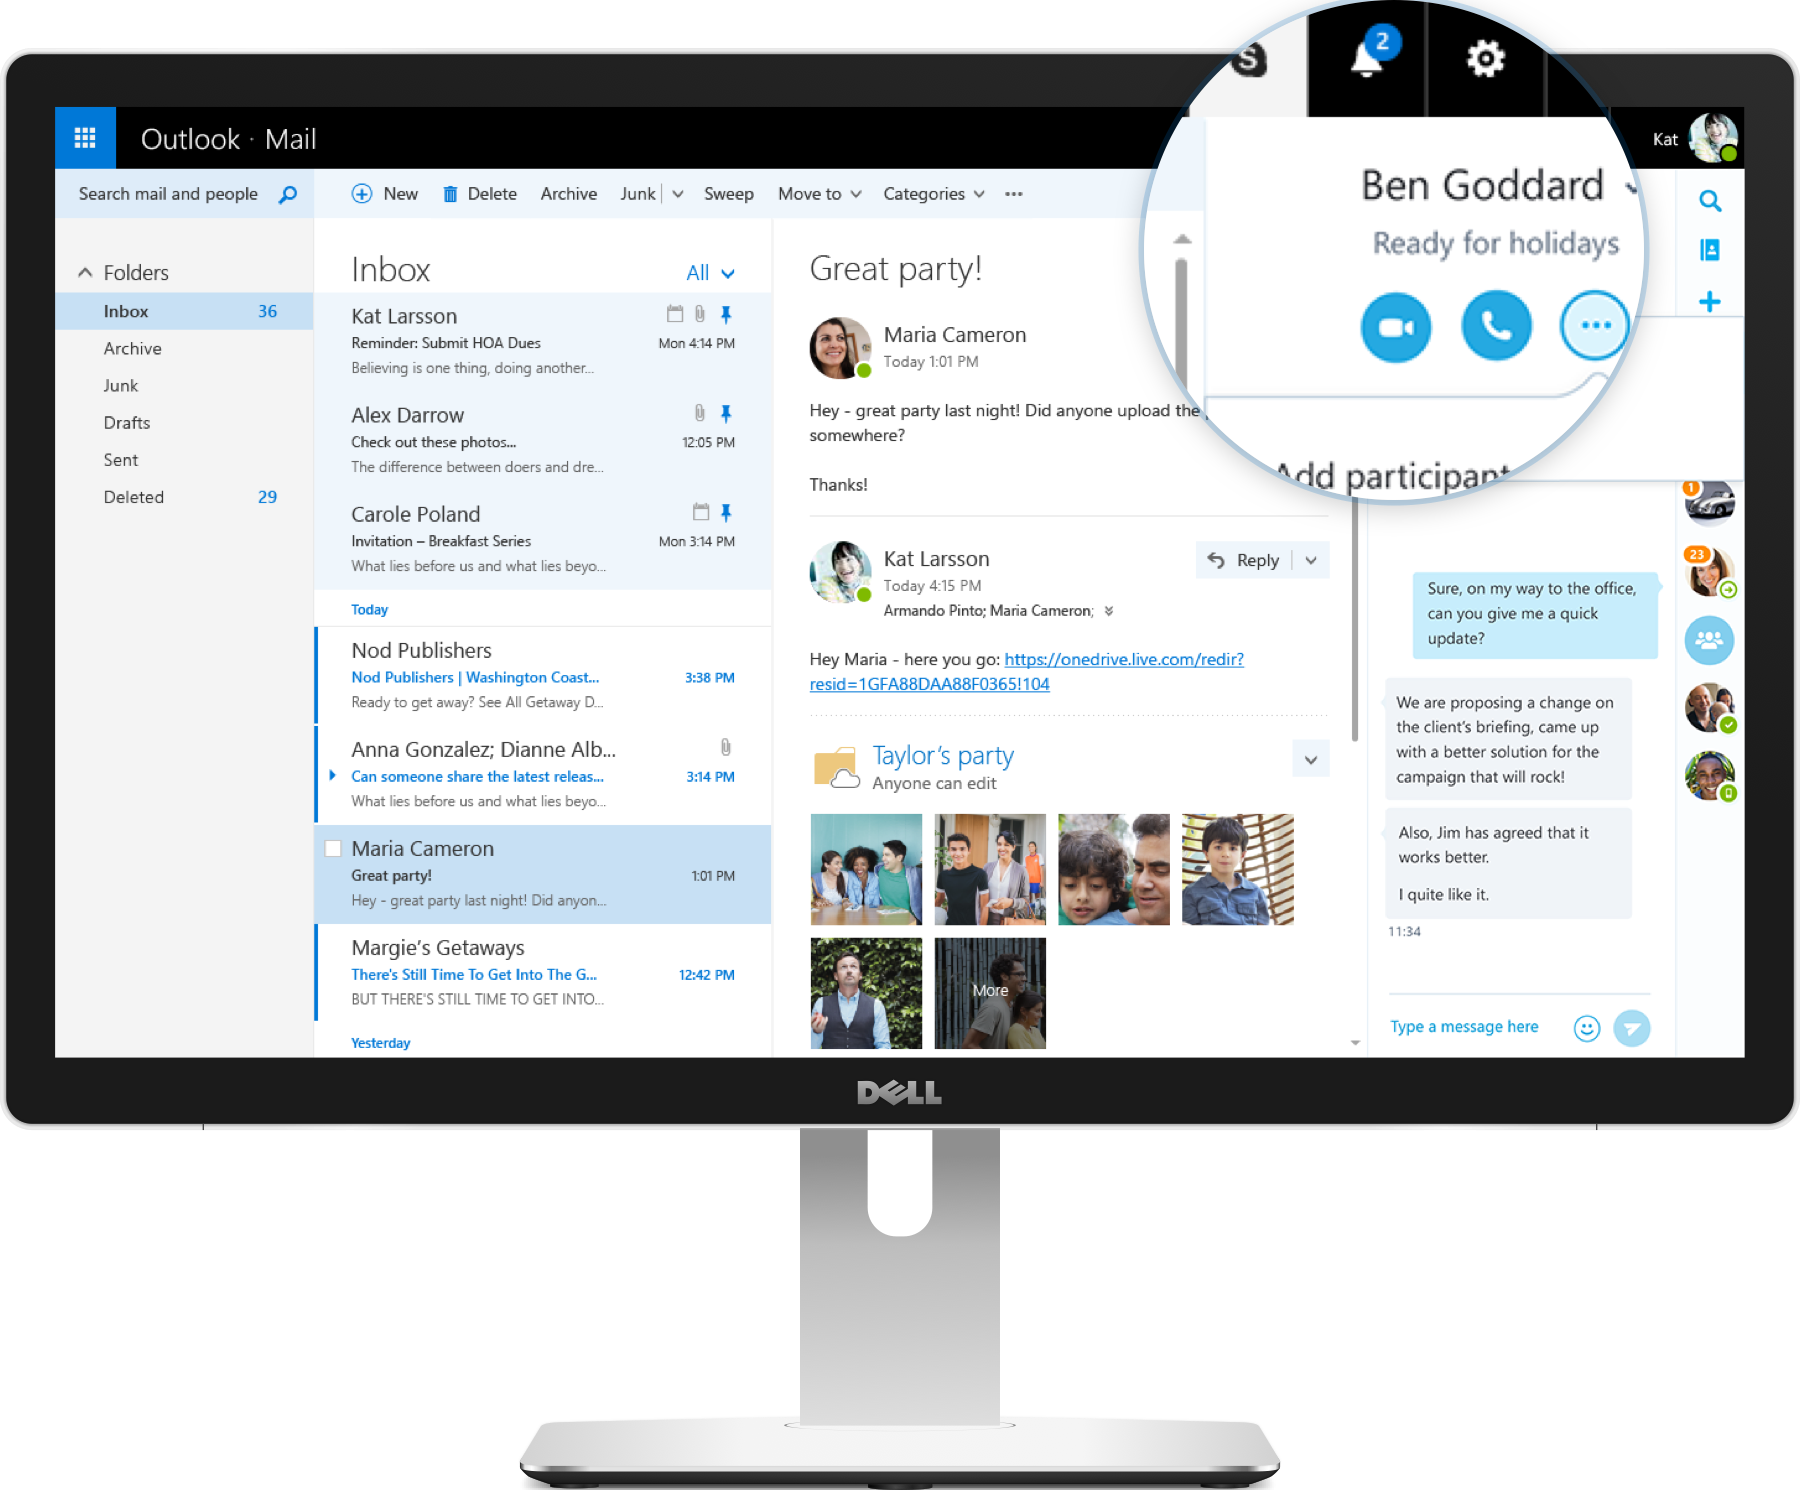 S
2
Outlook · Mail
Kat
Search mail and people
New
Delete
Archive
Junk
Sweep
Move to
Categories
Folders
Inbox 36
Archive
Junk
Drafts
Sent
Deleted 29
Inbox
All
Kat Larsson
Reminder: Submit HOA Dues Mon 4:14 PM
Believing is one thing, doing another...
Alex Darrow
Check out these photos... 12:05 PM
The difference between doers and dre...
Carole Poland
Invitation – Breakfast Series Mon 3:14 PM
What lies before us and what lies beyo...
Today
Nod Publishers
Nod Publishers | Washington Coast... 3:38 PM
Ready to get away? See All Getaway D...
Anna Gonzalez; Dianne Alb...
Can someone share the latest releas... 3:14 PM
What lies before us and what lies beyo...
Maria Cameron
Great party! 1:01 PM
Hey - great party last night! Did anyon...
Margie's Getaways
There's Still Time To Get Into The G... 12:42 PM
BUT THERE'S STILL TIME TO GET INTO...
Yesterday
Great party!
Maria Cameron
Today 1:01 PM
Hey - great party last night! Did anyone upload the
somewhere?
Thanks!
Kat Larsson
Today 4:15 PM
Armando Pinto; Maria Cameron;
Reply
Hey Maria - here you go: https://onedrive.live.com/redir?
resid=1GFA88DAA88F0365!104
Taylor's party
Anyone can edit
More
Ben Goddard
Ready for holidays
Add participant
1
23
Sure, on my way to the office,
can you give me a quick
update?
We are proposing a change on
the client's briefing, came up
with a better solution for the
campaign that will rock!
Also, Jim has agreed that it
works better.
I quite like it.
11:34
Type a message here
DELL